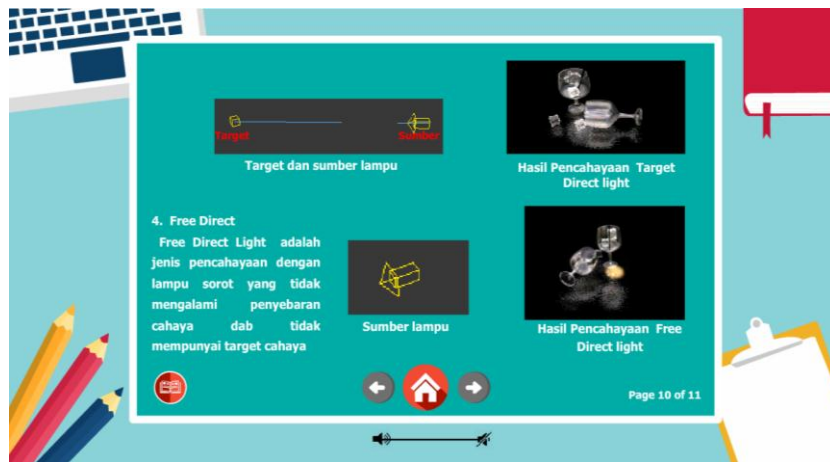 Target
Sumber
Target dan sumber lampu
Hasil Pencahayaan Target
Direct light
4. Free Direct
Free Direct Light adalah
jenis pencahayaan dengan
lampu sorot yang tidak
mengalami penyebaran
cahaya dab tidak
mempunyai target cahaya
Sumber lampu
Hasil Pencahayaan Free
Direct light
Page 10 of 11